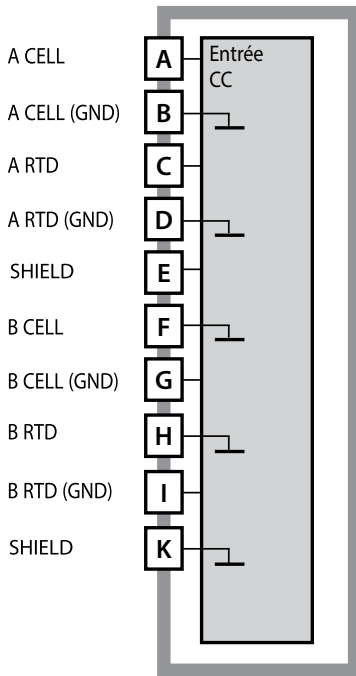 A CELL A Entrée
CC
A CELL (GND) B
A RTD C
A RTD (GND) D
SHIELD E
B CELL F
B CELL (GND) G
B RTD H
B RTD (GND) I
SHIELD K